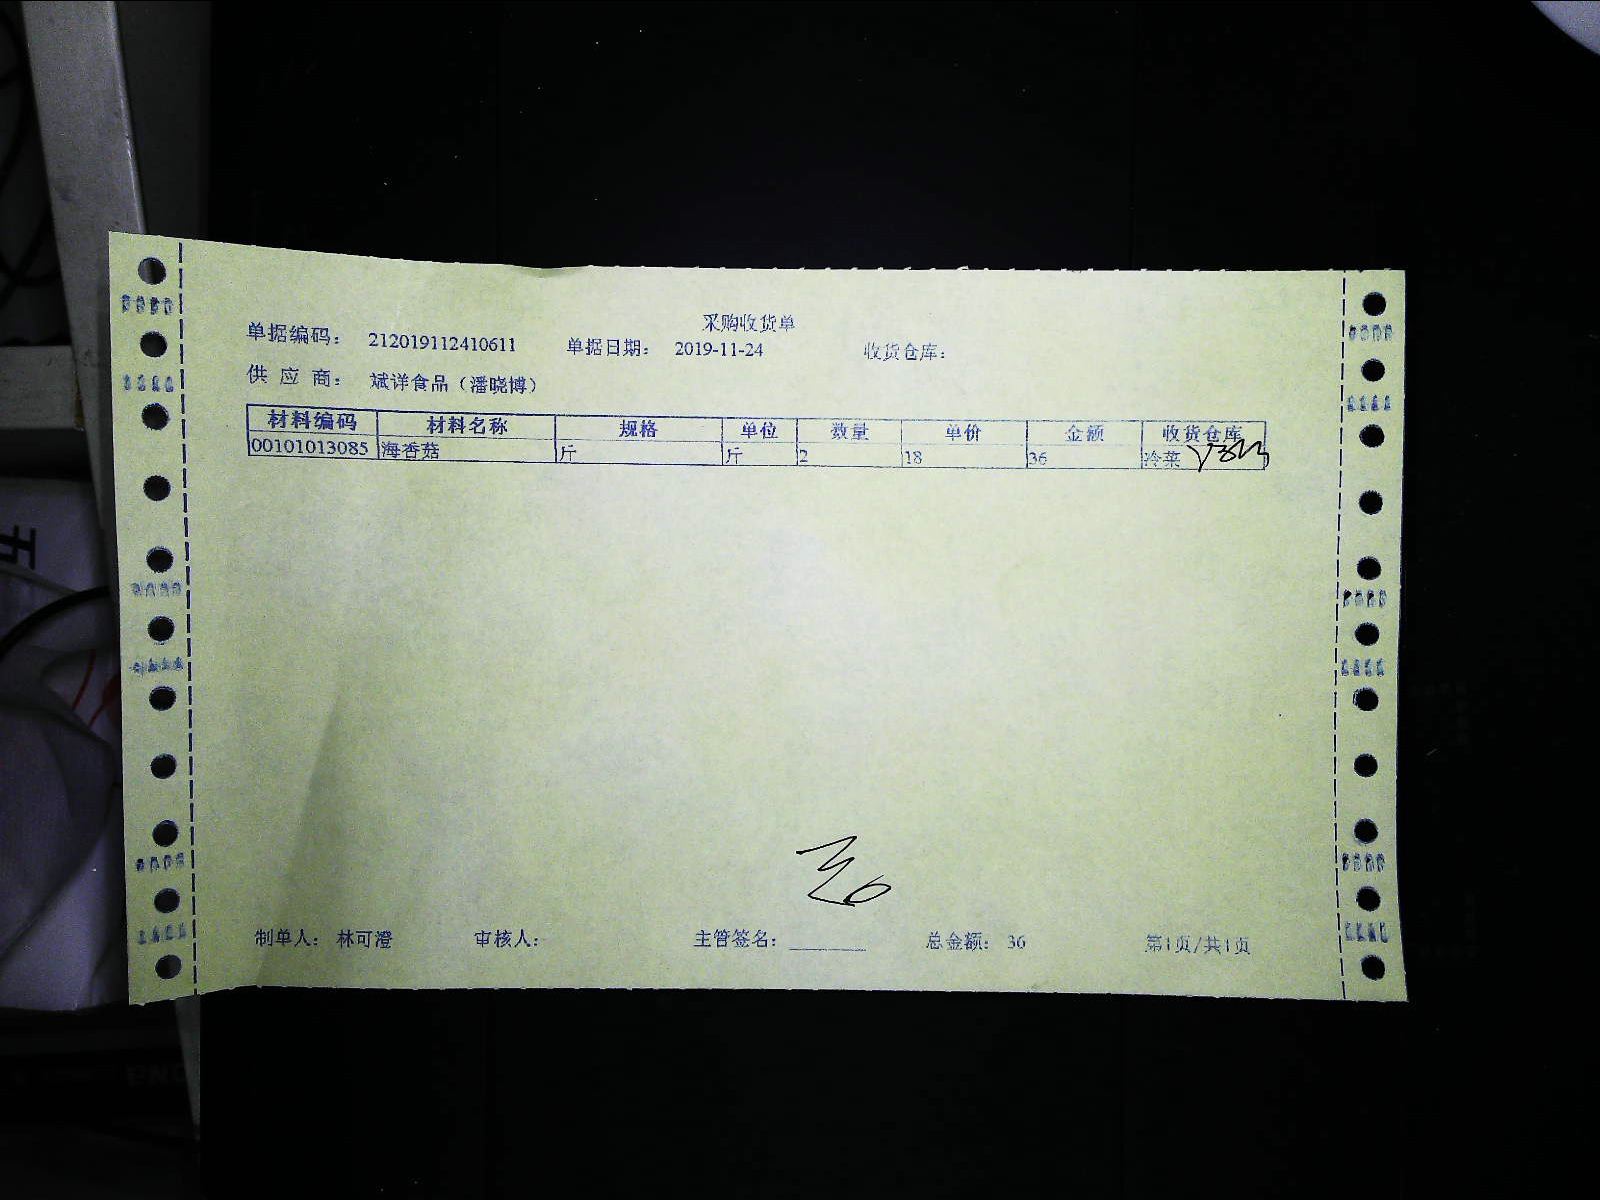 采购收货单
单据编码： 212019112410611 单据日期： 2019-11-24 收货仓库：
供 应 商： 斌详食品（潘晓博）
材料编码 材料名称 规格 单位 数量 单价 金额 收货仓库
00101013085 海香菇 斤 斤 2 18 36 冷菜
制单人： 林可澄 审核人： 主管签名： ________ 总金额： 36 第1页/共1页